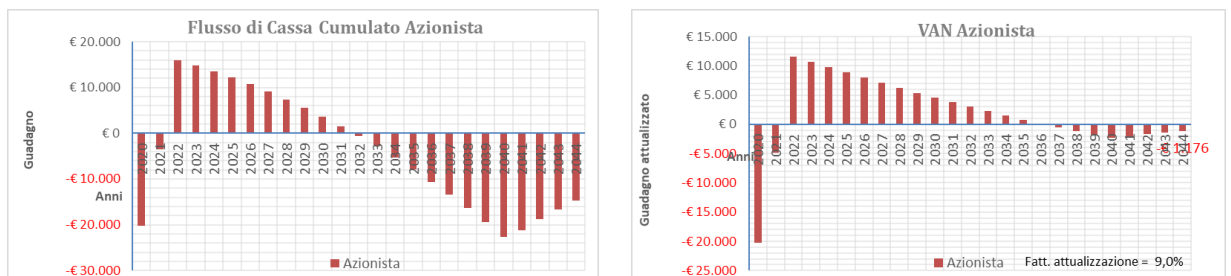 Flusso di Cassa Cumulato Azionista
€ 20.000
€ 10.000
€ 0
-€ 10.000
-€ 20.000
-€ 30.000
Guadagno
Anni
2020 2021 2022 2023 2024 2025 2026 2027 2028 2029 2030 2031 2032 2033 2034 2035 2036 2037 2038 2039 2040 2041 2042 2043 2044
Azionista
VAN Azionista
€ 15.000
€ 10.000
€ 5.000
€ 0
-€ 5.000
-€ 10.000
-€ 15.000
-€ 20.000
-€ 25.000
Guadagno attualizzato
Anni
2020 2021 2022 2023 2024 2025 2026 2027 2028 2029 2030 2031 2032 2033 2034 2035 2036 2037 2038 2039 2040 2041 2042 2043 2044
-€ 1.176
Azionista
Fatt. attualizzazione = 9,0%